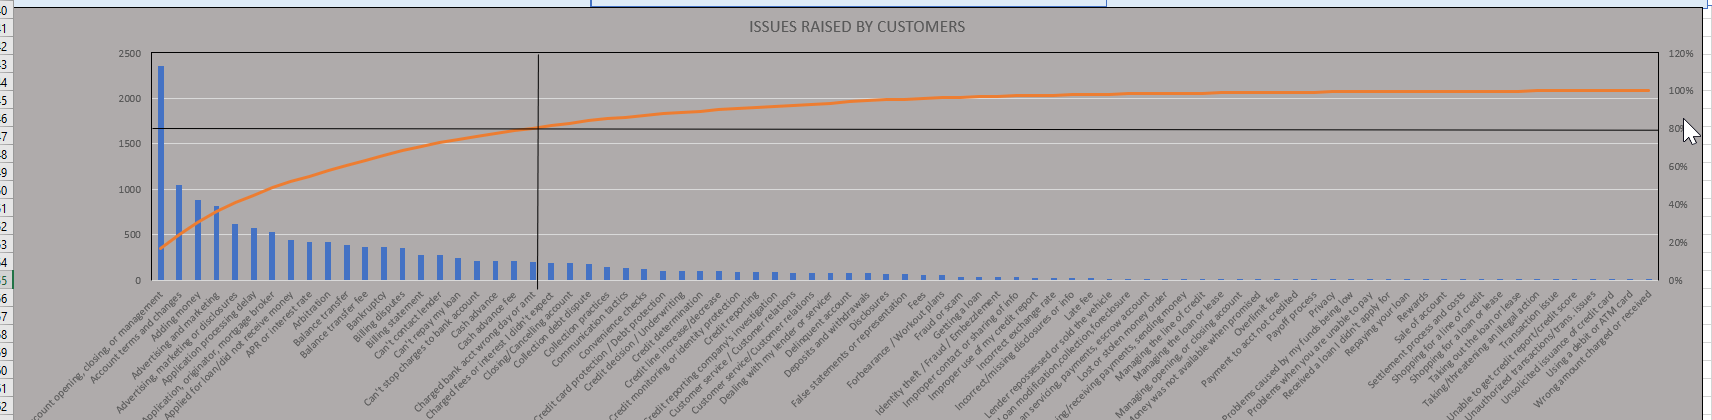 ISSUES RAISED BY CUSTOMERS
2500
2000
1500
1000
500
0
120%
100%
80%
60%
40%
20%
0%
count opening, closing, or management
Account terms and changes
Adding money
Advertising and marketing
Advertising, marketing or disclosures
Application processing delay
Application, originator, mortgage broker
Applied for loan/did not receive money
APR or interest rate
Arbitration
Balance transfer
Balance transfer fee
Bankruptcy
Billing disputes
Billing statement
Can't contact lender
Can't repay my loan
Can't stop charges to bank account
Cash advance
Cash advance fee
Charged bank acct wrong day or amt
Charged fees or interest I didn't expect
Closing/Cancelling account
Collection debt dispute
Collection practices
Communication tactics
Convenience checks
Credit card protection / Debt protection
Credit decision / Underwriting
Credit determination
Credit line increase/decrease
Credit monitoring or identity protection
Credit reporting
Credit reporting company's investigation
Customer service / Customer relations
Customer service/Customer relations
Dealing with my lender or servicer
Delinquent account
Deposits and withdrawals
Disclosures
False statements or representation
Fees
Forbearance / Workout plans
Fraud or scam
Getting a loan
Identity theft / Fraud / Embezzlement
Improper contact or sharing of info
Improper use of my credit report
Incorrect exchange rate
Incorrect/missing disclosures or info
Late fee
Lender repossessed or sold the vehicle
Loan modification,collection,foreclosure
an servicing, payments, escrow account
Lost or stolen money order
ng/receiving payments, sending money
Managing the line of credit
Managing the loan or lease
Managing, opening, or closing account
Money was not available when promised
Overlimit fee
Payment to acct not credited
Payoff process
Privacy
Problems caused by my funds being low
Problems when you are unable to pay
Received a loan I didn't apply for
Repaying your loan
Rewards
Sale of account
Settlement process and costs
Shopping for a line of credit
Shopping for a loan or lease
Taking out the loan or lease
Taking/threatening an illegal action
Transaction issue
Unable to get credit report/credit score
Unauthorized transactions/trans. issues
Unsolicited issuance of credit card
Using a debit or ATM card
Wrong amount charged or received